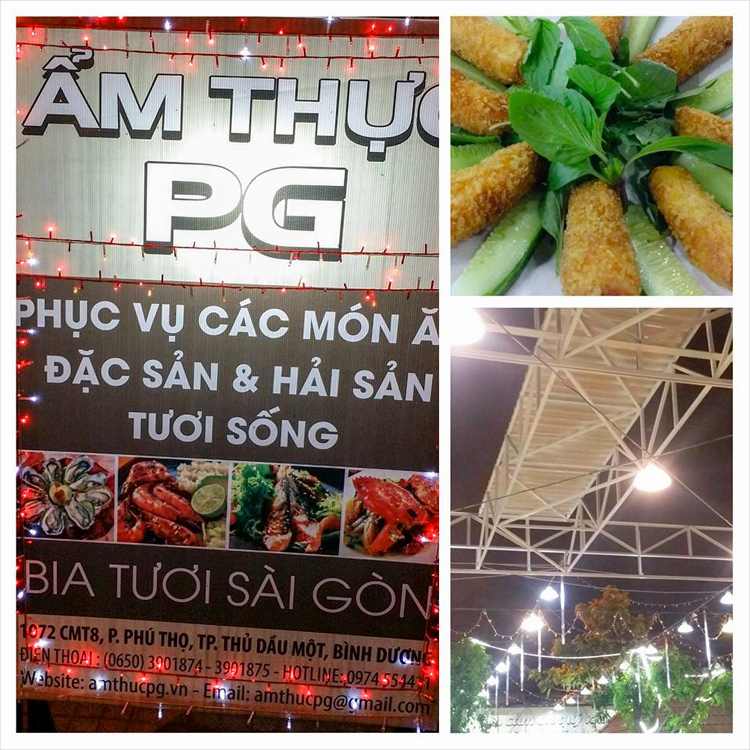 ẨM THỰC
PG
PHỤC VỤ CÁC MÓN Ă
ĐẶC SẢN & HẢI SẢN
TƯƠI SỐNG
BIA TƯƠI SÀI GÒN
1072 CMT8, P. PHÚ THỌ, TP. THỦ DẦU MỘT, BÌNH DƯƠNG
ĐIỆN THOẠI : (0650) 3901874 - 3901875 - HOTLINE: 0974 5544
Website: amthucpg.vn - Email: amthucpg@gmail.com